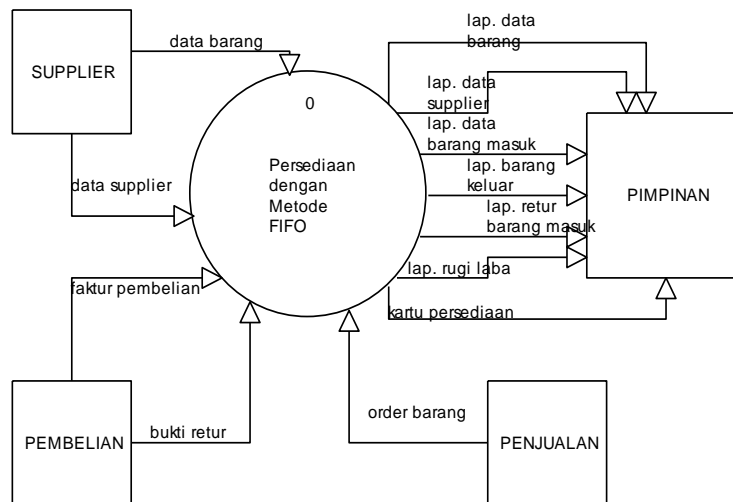 lap. data
barang
data barang
SUPPLIER
lap. data
supplier
0
lap. data
barang masuk
Persediaan
dengan
Metode
FIFO
lap. barang
keluar
data supplier
PIMPINAN
lap. retur
barang masuk
lap. rugi laba
faktur pembelian
kartu persediaan
order barang
PEMBELIAN
bukti retur
PENJUALAN